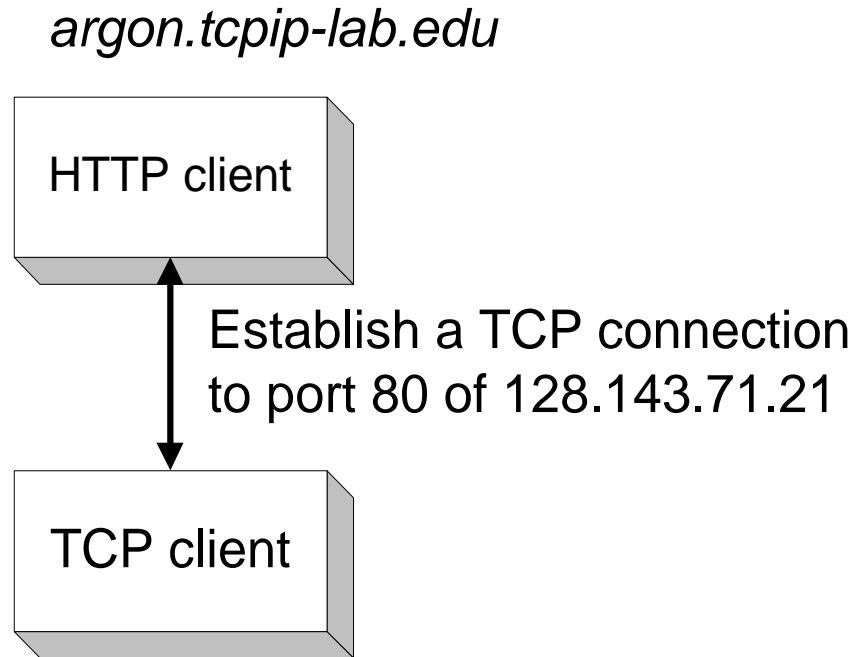 argon.tcpip-lab.edu
HTTP client
Establish a TCP connection
to port 80 of 128.143.71.21
TCP client